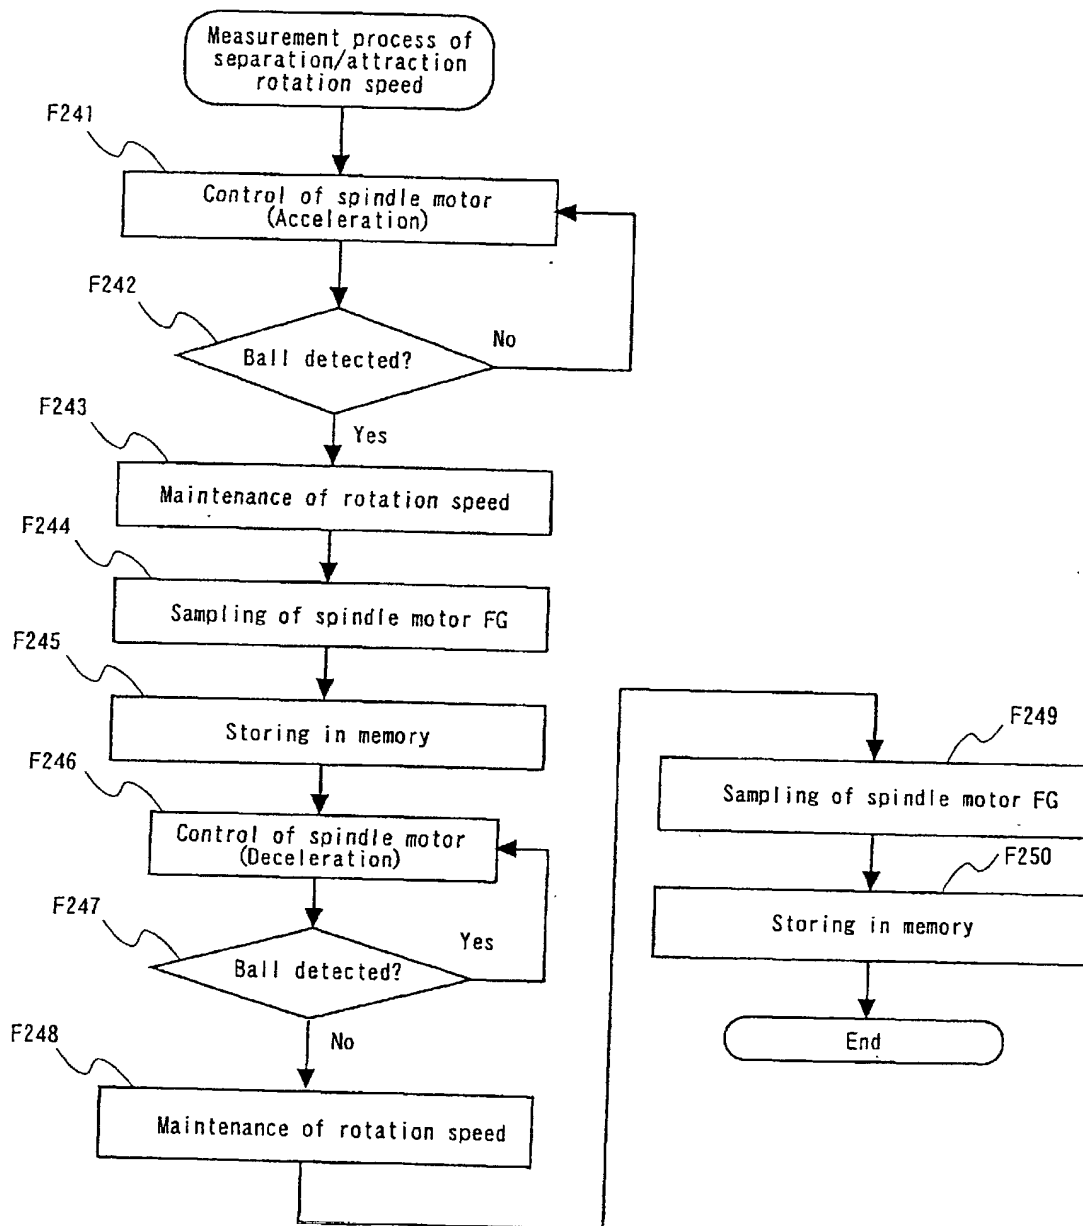 Measurement process of
separation/attraction
rotation speed
F241
Control of spindle motor
(Acceleration)
F242
Ball detected?
No
Yes
F243
Maintenance of rotation speed
F244
Sampling of spindle motor FG
F245
Storing in memory
F246
Control of spindle motor
(Deceleration)
F247
Ball detected?
Yes
No
F248
Maintenance of rotation speed
F249
Sampling of spindle motor FG
F250
Storing in memory
End